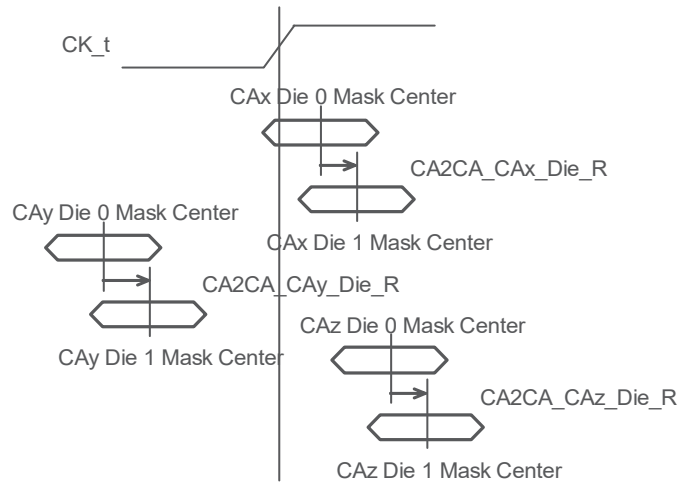 CK_t
CAx Die 0 Mask Center
CA2CA_CAx_Die_R
CAy Die 0 Mask Center
CAx Die 1 Mask Center
CA2CA_CAy_Die_R
CAz Die 0 Mask Center
CAy Die 1 Mask Center
CA2CA_CAz_Die_R
CAz Die 1 Mask Center